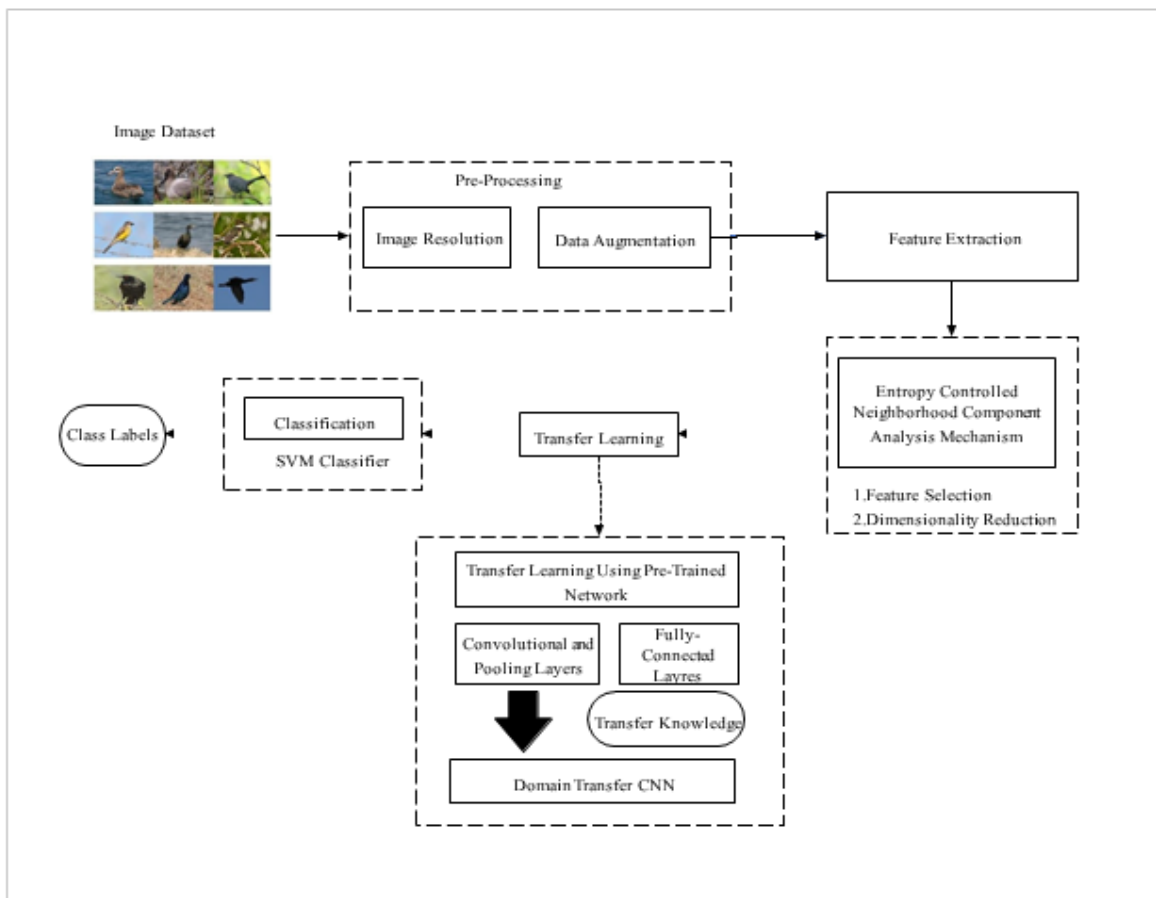 Image Dataset
Pre-Processing
Image Resolution
Data Augmentation
Feature Extraction
Entropy Controlled
Neighborhood Component
Analysis Mechanism
1.Feature Selection
2.Dimensionality Reduction
Transfer Learning
Classification
SVM Classifier
Class Labels
Transfer Learning Using Pre-Trained
Network
Convolutional and
Pooling Layers
Fully-
Connected
Layres
Transfer Knowledge
Domain Transfer CNN